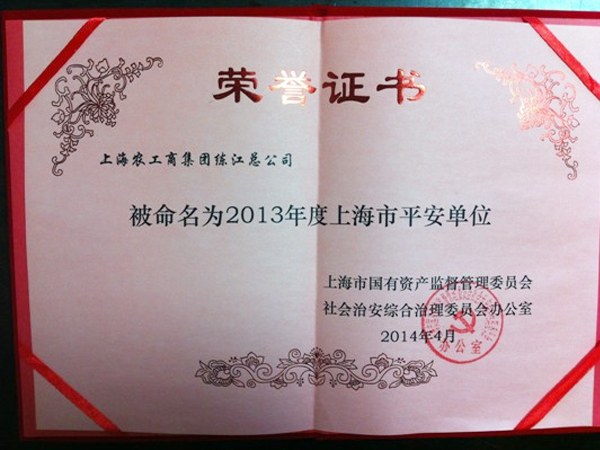 荣誉证书
上海农工商集团练江总公司
被命名为2013年度上海市平安单位
上海市国有资产监督管理委员会
社会治安综合治理委员会办公室
2014年4月
办公室